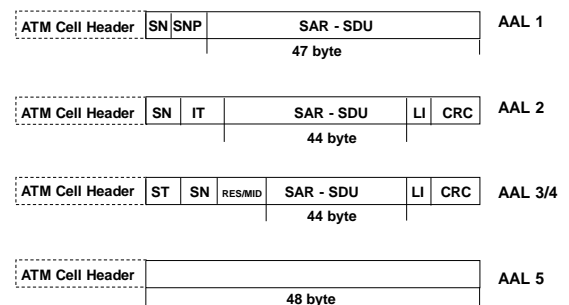 ATM Cell Header SN SNP SAR - SDU AAL 1
47 byte
ATM Cell Header SN IT SAR - SDU LI CRC AAL 2
44 byte
ATM Cell Header ST SN RES/MID SAR - SDU LI CRC AAL 3/4
44 byte
ATM Cell Header AAL 5
48 byte